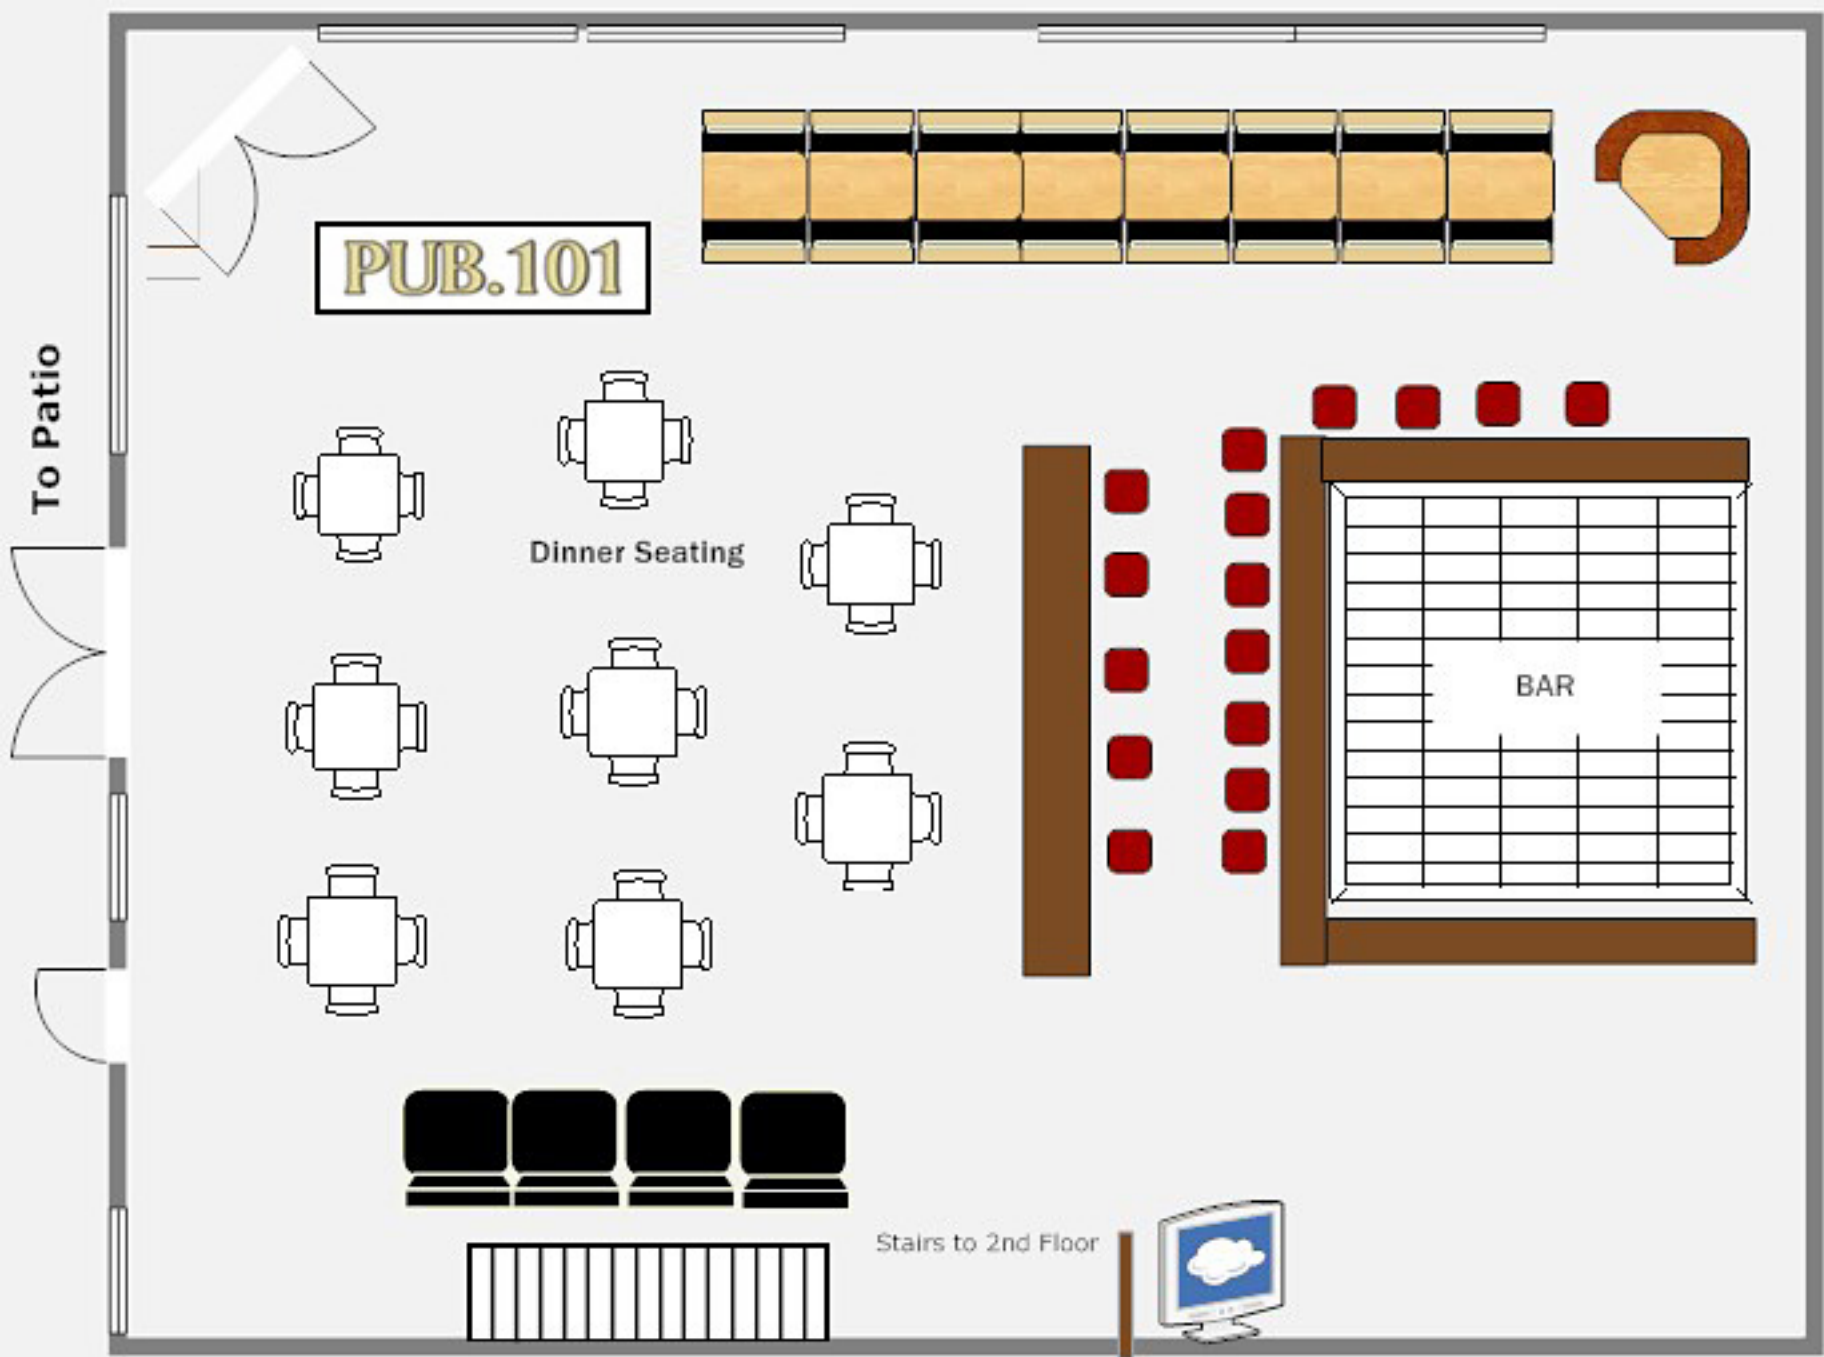 PUB.101
To Patio
Dinner Seating
BAR
Stairs to 2nd Floor